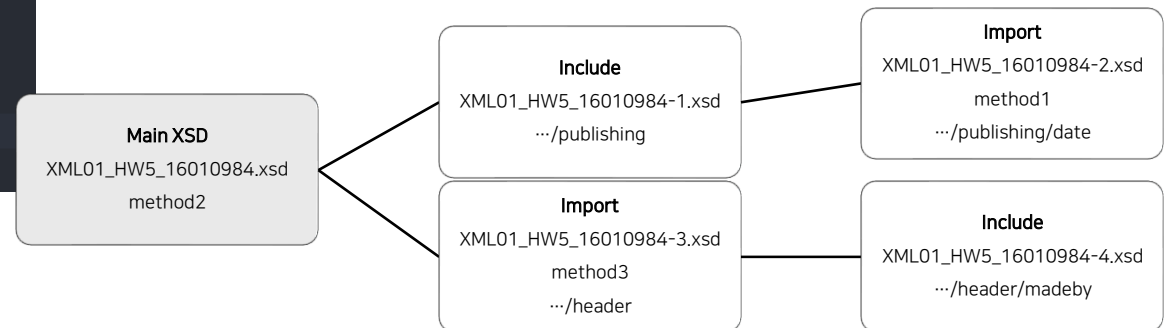 Main XSD
XML01_HW5_16010984.xsd
method2
Include
XML01_HW5_16010984-1.xsd
…/publishing
Import
XML01_HW5_16010984-2.xsd
method1
…/publishing/date
Import
XML01_HW5_16010984-3.xsd
method3
…/header
Include
XML01_HW5_16010984-4.xsd
…/header/madeby